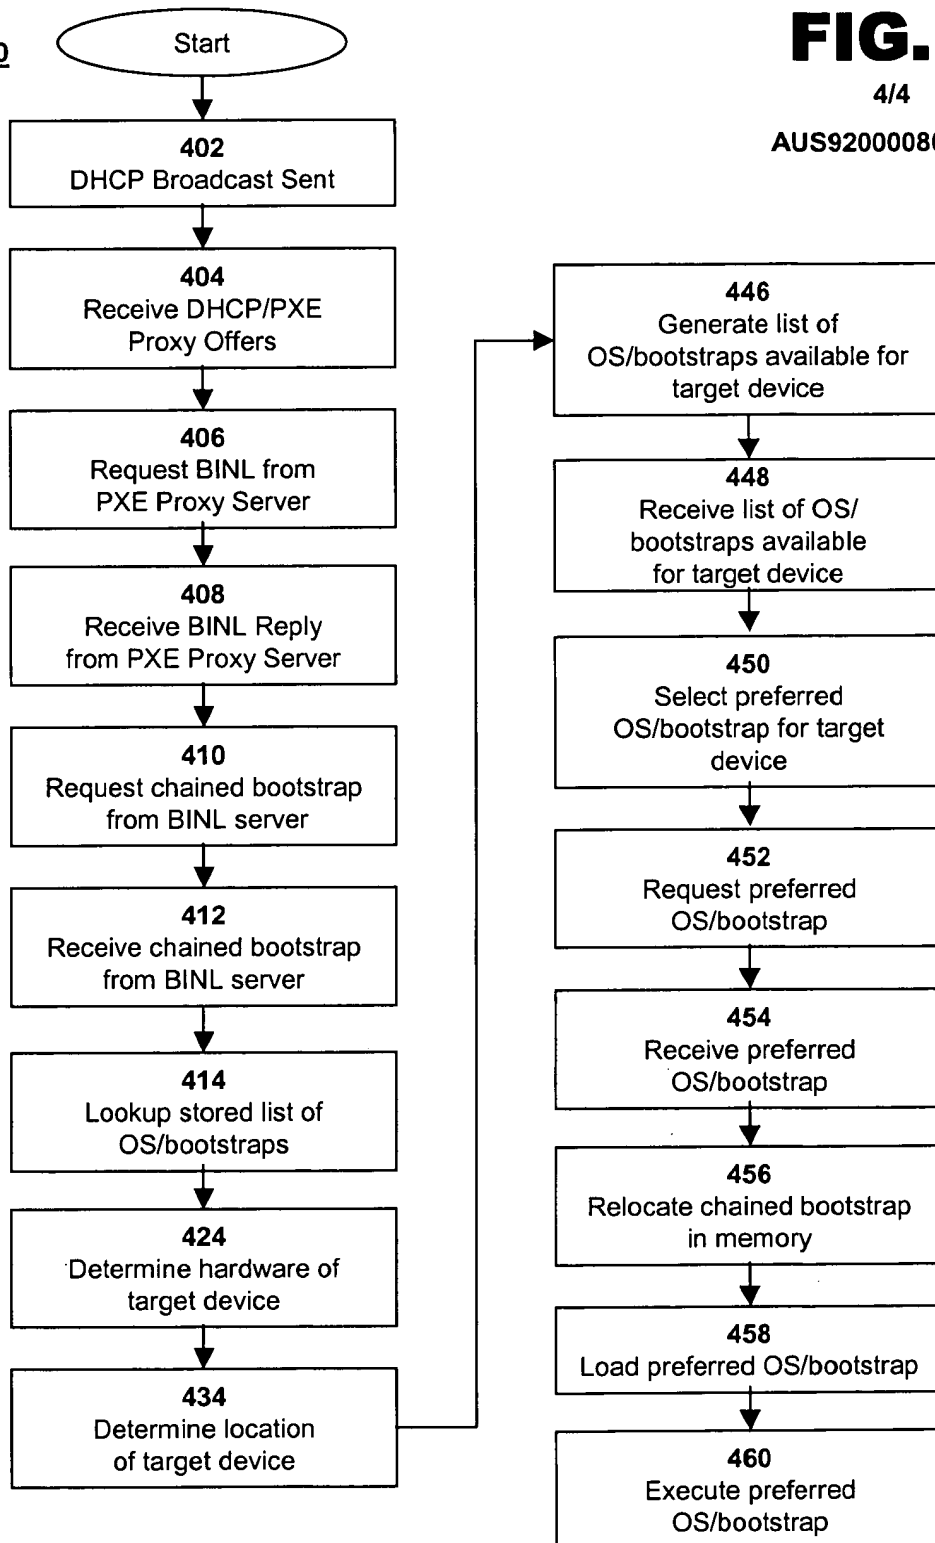 0
Start
FIG.
4/4
AUS92000080
402
DHCP Broadcast Sent
404
Receive DHCP/PXE
Proxy Offers
406
Request BINL from
PXE Proxy Server
408
Receive BINL Reply
from PXE Proxy Server
410
Request chained bootstrap
from BINL server
412
Receive chained bootstrap
from BINL server
414
Lookup stored list of
OS/bootstraps
424
Determine hardware of
target device
434
Determine location
of target device
446
Generate list of
OS/bootstraps available for
target device
448
Receive list of OS/
bootstraps available
for target device
450
Select preferred
OS/bootstrap for target
device
452
Request preferred
OS/bootstrap
454
Receive preferred
OS/bootstrap
456
Relocate chained bootstrap
in memory
458
Load preferred OS/bootstrap
460
Execute preferred
OS/bootstrap